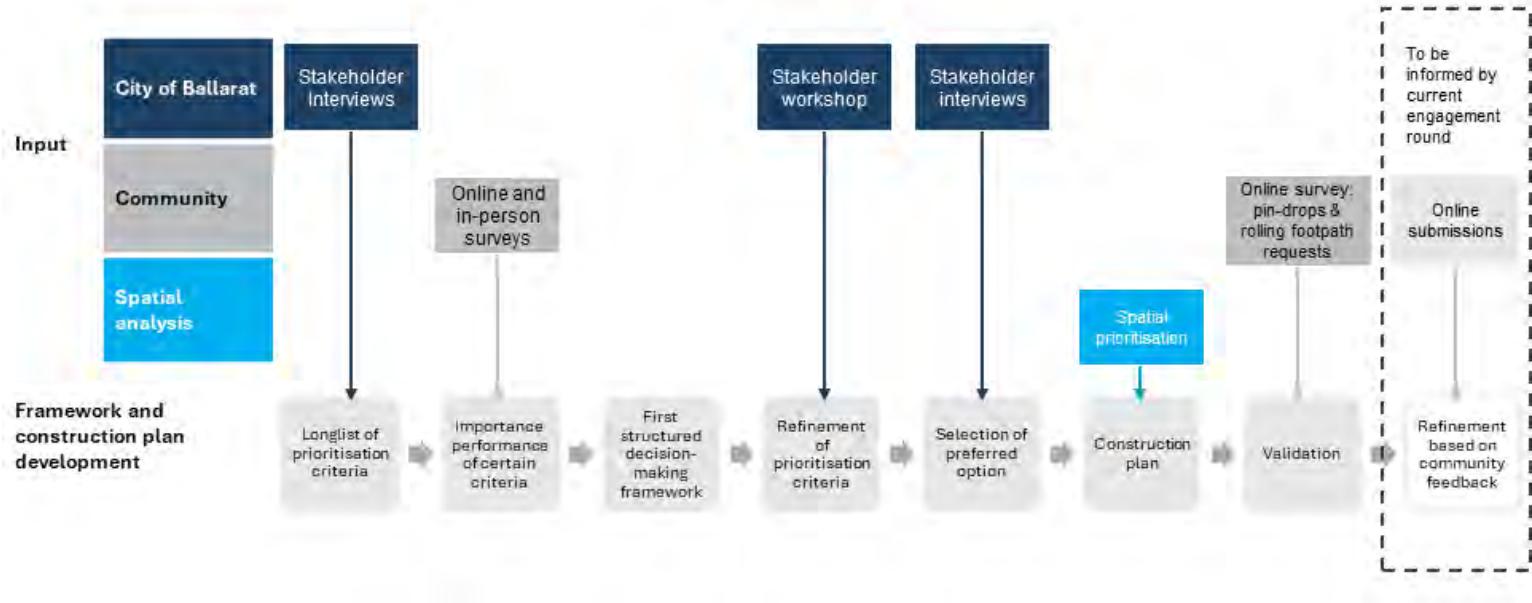 Input
City of Ballarat
Community
Spatial
analysis
Stakeholder
Interviews
Online and
in-person
surveys
Stakeholder
workshop
Stakeholder
interviews
Spatial
prioritisation
Online survey:
pin-drops &
rolling footpath
requests
To be
informed by
current
engagement
round
Online
submissions
Framework and
construction plan
development
Longlist of
prioritisation
criteria
Importance
performance
of certain
criteria
First
structured
decision-
making
framework
Refinement
of
prioritisation
criteria
Selection of
preferred
option
Construction
plan
Validation
Refinement
based on
community
feedback